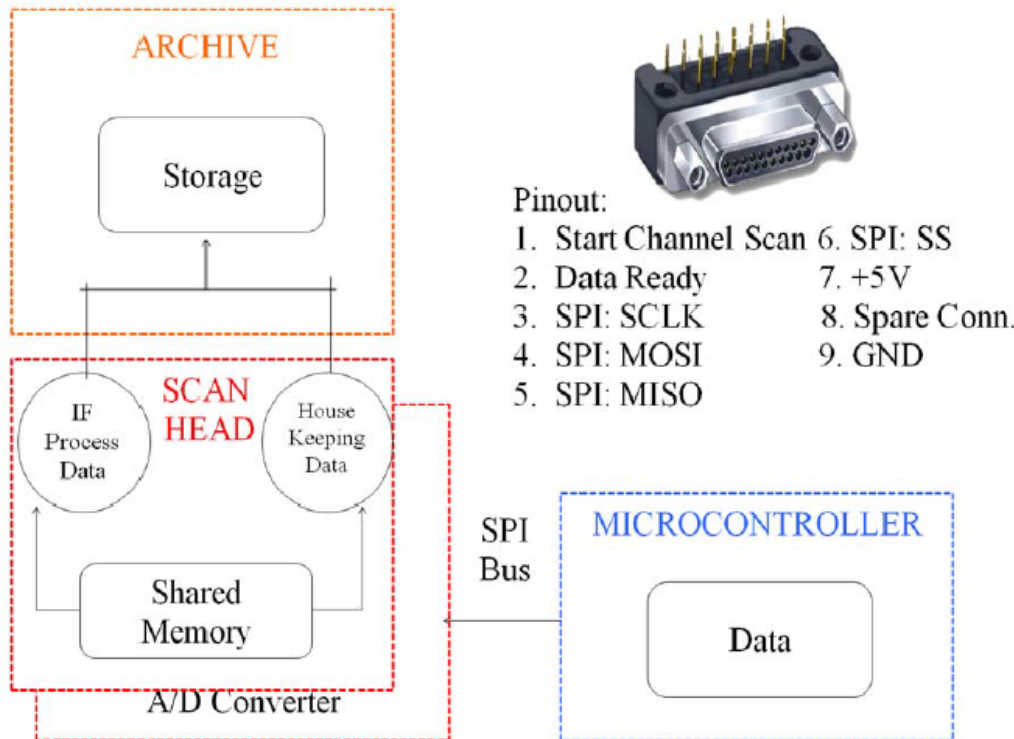 ARCHIVE
Storage
Pinout:
1. Start Channel Scan 6. SPI: SS
2. Data Ready 7. +5V
3. SPI: SCLK 8. Spare Conn.
4. SPI: MOSI 9. GND
5. SPI: MISO
SCAN
HEAD
IF
Process
Data
House
Keeping
Data
Shared
Memory
A/D Converter
SPI
Bus
MICROCONTROLLER
Data